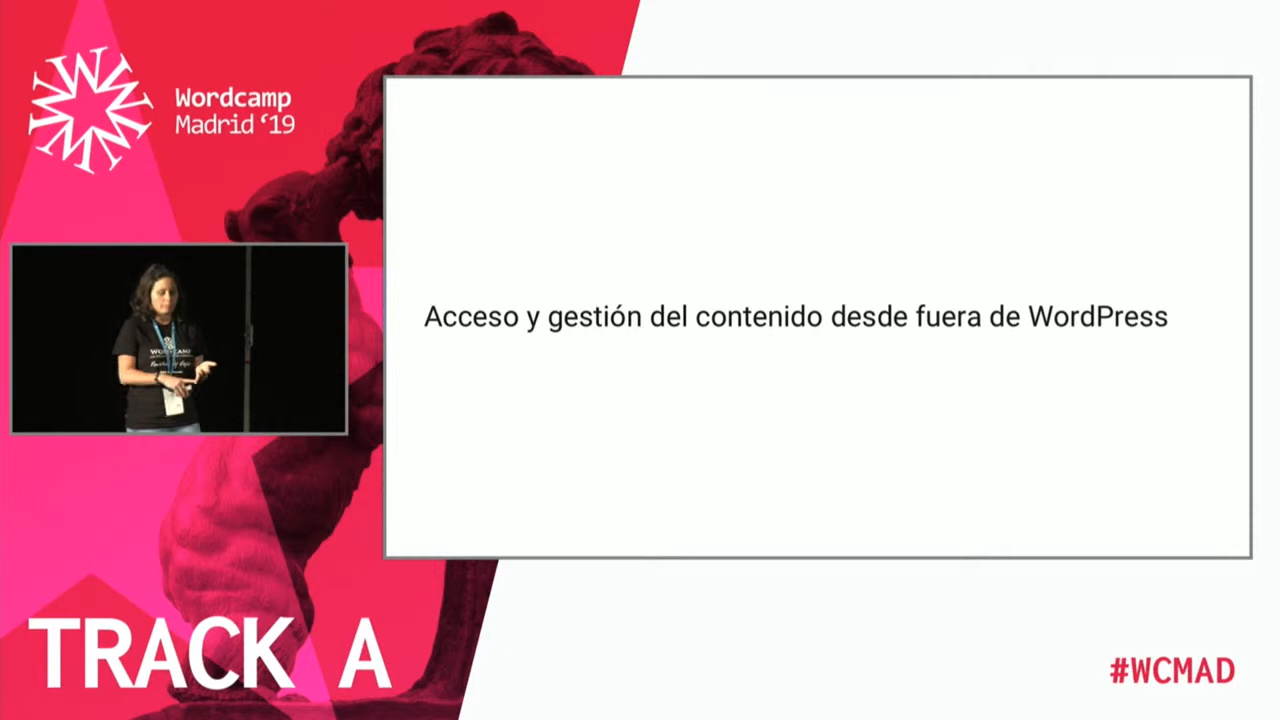 Wordcamp
Madrid ‘19
Acceso y gestión del contenido desde fuera de WordPress
TRACK A
#WCMAD